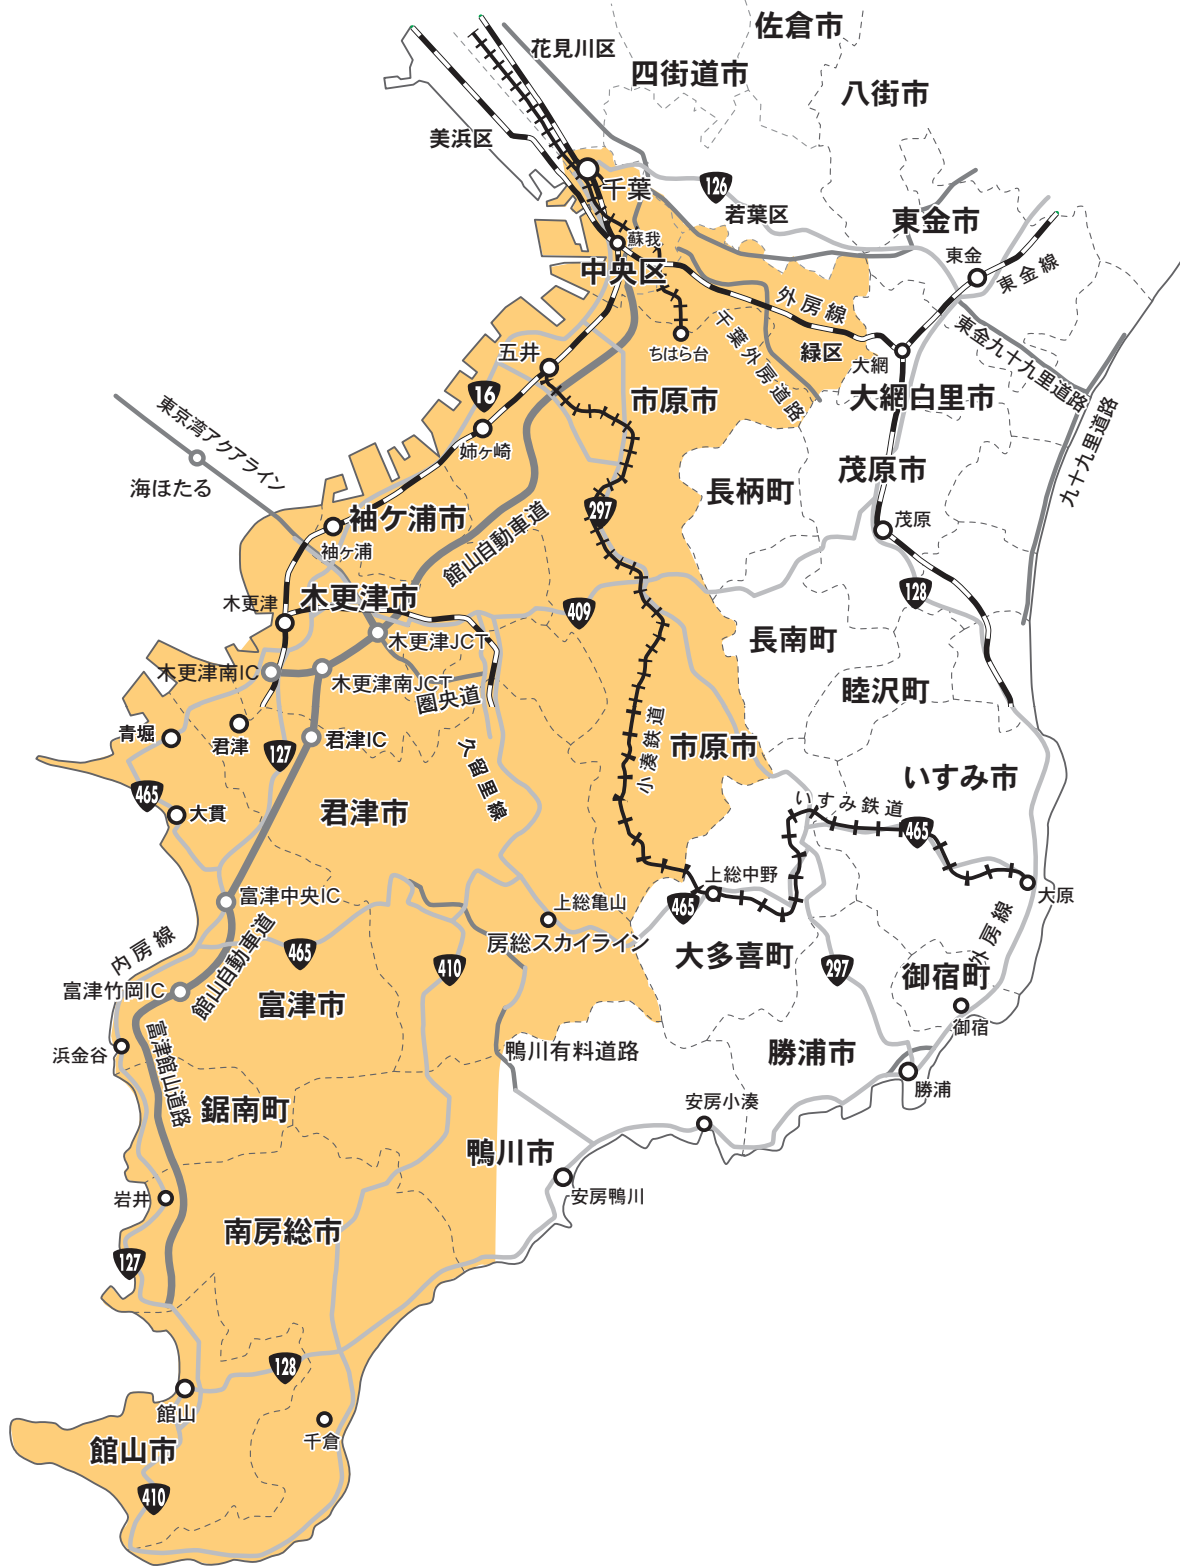 佐倉市
花見川区
四街道市
八街市
美浜区
千葉
126
若葉区
東金市
蘇我
東金
中央区
東金線
外房線
千葉外房道路
東金九十九里道路
ちはら台
緑区
大網
五井
16
市原市
大網白里市
九十九里道路
東京湾アクアライン
海ほたる
姉ヶ崎
茂原市
長柄町
袖ケ浦市
297
茂原
袖ヶ浦
館山自動車道
木更津市
木更津
409
128
木更津JCT
長南町
木更津南IC
木更津南JCT
圏央道
睦沢町
青堀
君津
君津IC
127
久留里線
小湊鉄道
市原市
いすみ市
465
大貫
君津市
いすみ鉄道
465
上総中野
大原
富津中央IC
465
上総亀山
外房線
内房線
465
房総スカイライン
大多喜町
410
297
御宿町
富津竹岡IC
館山自動車道
富津市
御宿
浜金谷
富津館山道路
鴨川有料道路
勝浦市
勝浦
鋸南町
安房小湊
鴨川市
岩井
安房鴨川
南房総市
127
128
館山
千倉
館山市
410